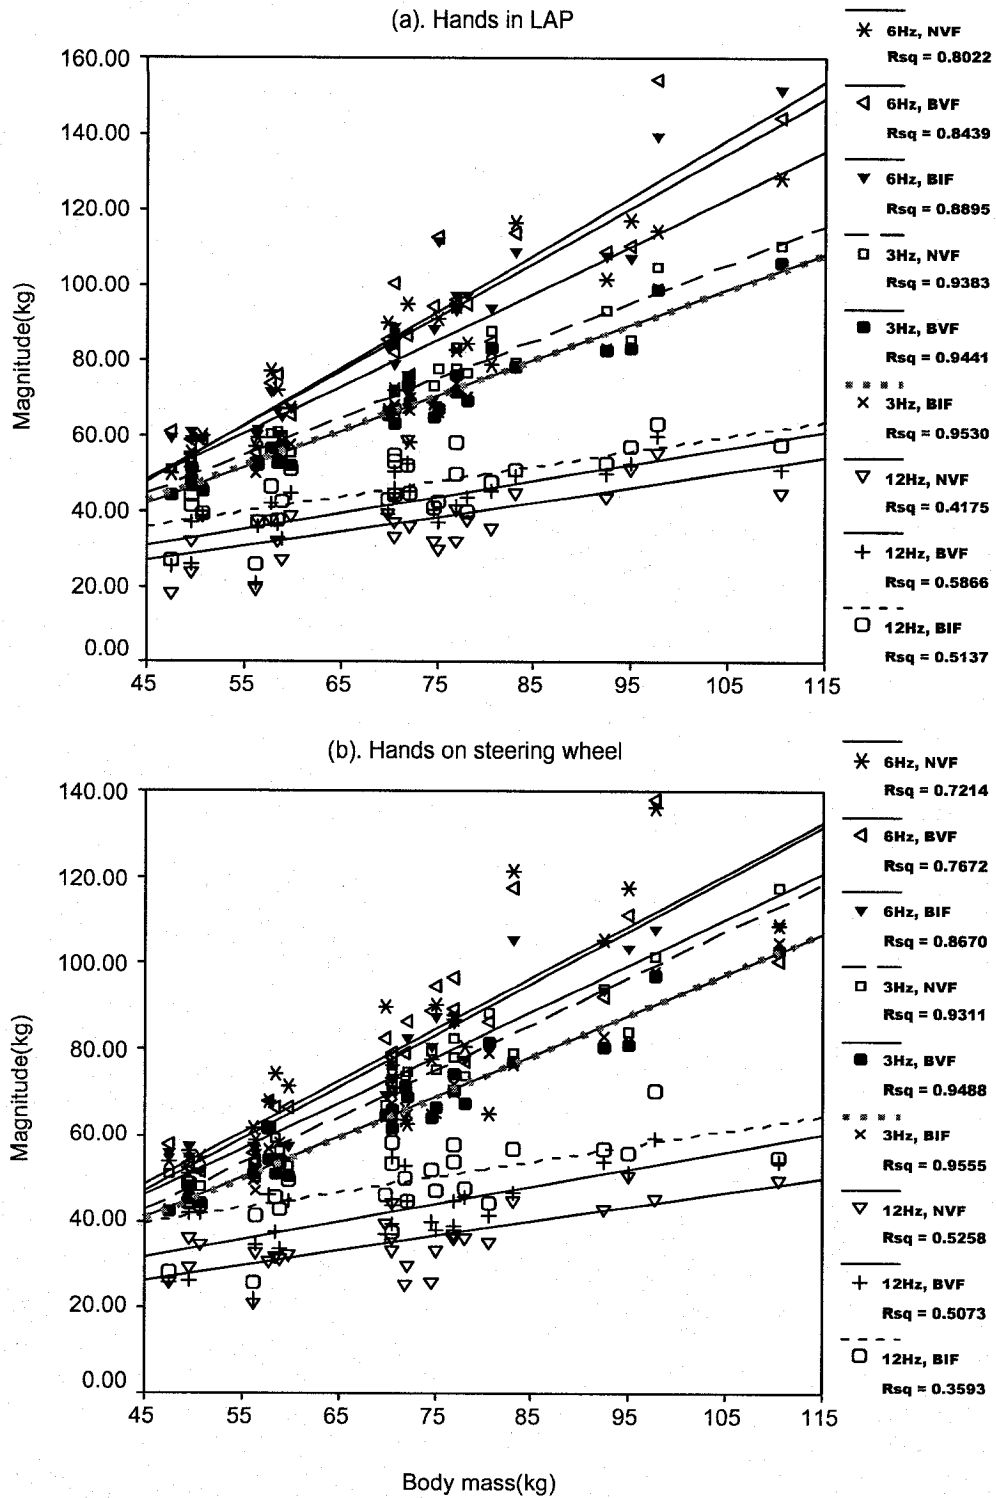 (a). Hands in LAP
Magnitude(kg)
160.00
140.00
120.00
100.00
80.00
60.00
40.00
20.00
0.00
45 55 65 75 85 95 105 115
6Hz, NVF
Rsq = 0.8022
6Hz, BVF
Rsq = 0.8439
6Hz, BIF
Rsq = 0.8895
3Hz, NVF
Rsq = 0.9383
3Hz, BVF
Rsq = 0.9441
3Hz, BIF
Rsq = 0.9530
12Hz, NVF
Rsq = 0.4175
12Hz, BVF
Rsq = 0.5866
12Hz, BIF
Rsq = 0.5137
(b). Hands on steering wheel
Magnitude(kg)
140.00
120.00
100.00
80.00
60.00
40.00
20.00
0.00
45 55 65 75 85 95 105 115
Body mass(kg)
6Hz, NVF
Rsq = 0.7214
6Hz, BVF
Rsq = 0.7672
6Hz, BIF
Rsq = 0.8670
3Hz, NVF
Rsq = 0.9311
3Hz, BVF
Rsq = 0.9488
3Hz, BIF
Rsq = 0.9555
12Hz, NVF
Rsq = 0.5258
12Hz, BVF
Rsq = 0.5073
12Hz, BIF
Rsq = 0.3593